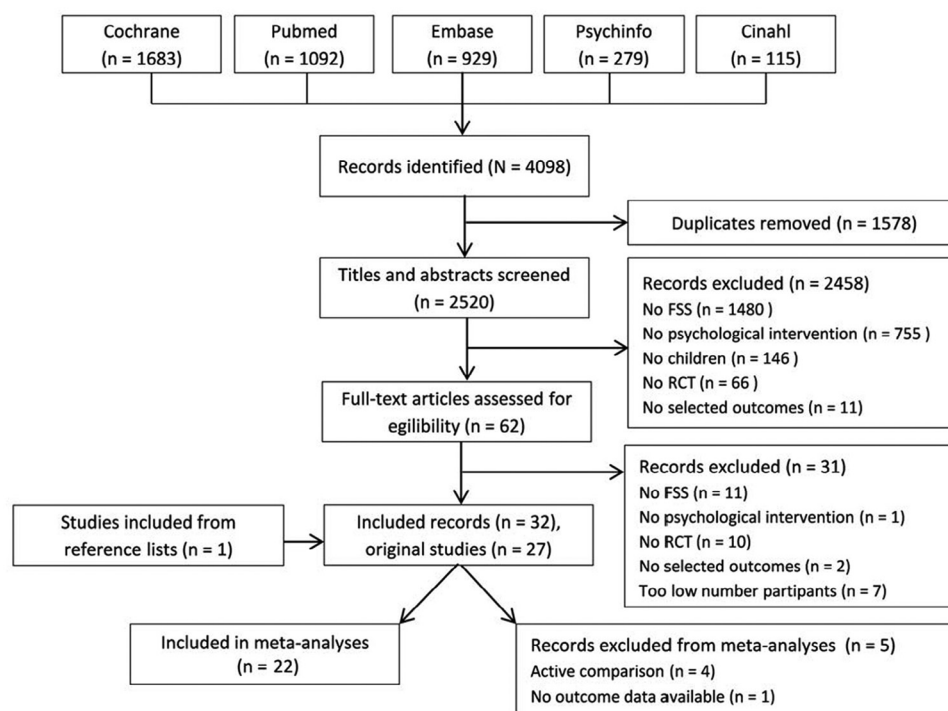 Cochrane
(n = 1683)
Pubmed
(n = 1092)
Embase
(n = 929)
Psychinfo
(n = 279)
Cinahl
(n = 115)
Records identified (N = 4098)
Duplicates removed (n = 1578)
Titles and abstracts screened
(n = 2520)
Records excluded (n = 2458)
No FSS (n = 1480 )
No psychological intervention (n = 755 )
No children (n = 146 )
No RCT (n = 66 )
No selected outcomes (n = 11)
Full-text articles assessed for
egilibility (n = 62)
Records excluded (n = 31)
No FSS (n = 11)
No psychological intervention (n = 1)
No RCT (n = 10)
No selected outcomes (n = 2)
Too low number partipants (n = 7)
Studies included from
reference lists (n = 1)
Included records (n = 32),
original studies (n = 27)
Included in meta-analyses
(n = 22)
Records excluded from meta-analyses (n = 5)
Active comparison (n = 4)
No outcome data available (n = 1)